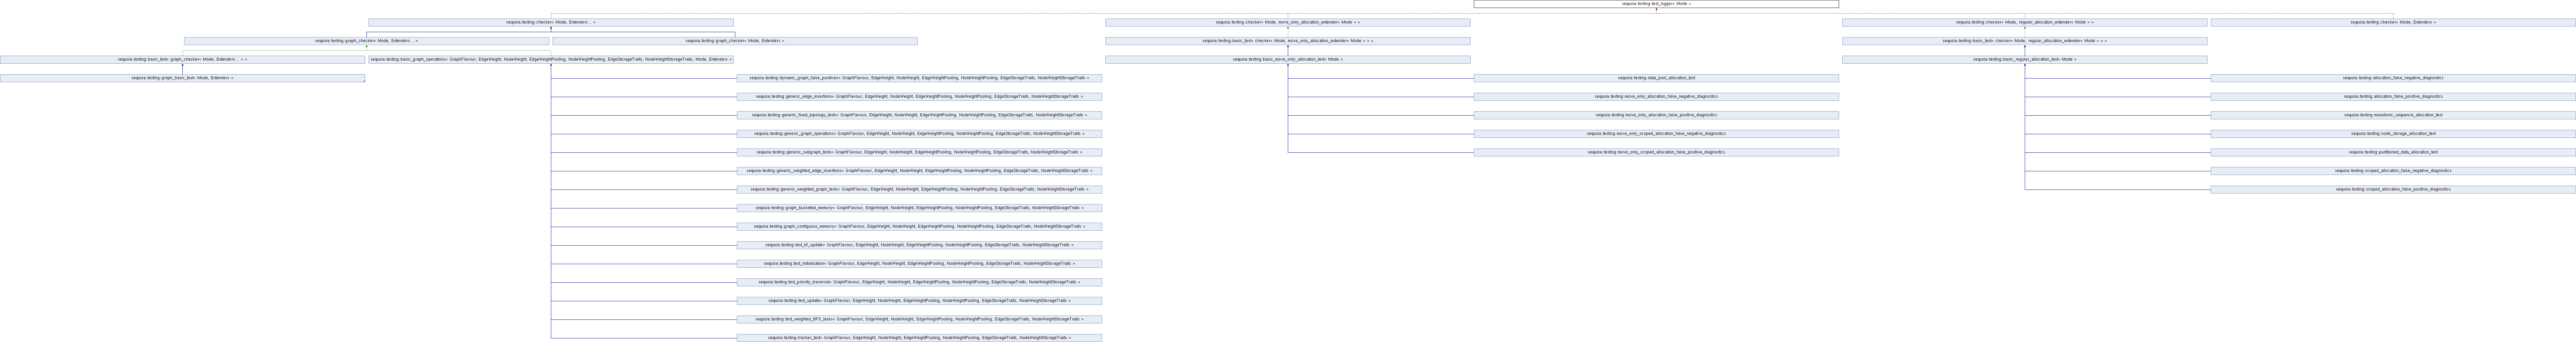 sequoia::testing::test_logger< Mode >
sequoia::testing::checker< Mode, Extenders... >
sequoia::testing::checker< Mode, move_only_allocation_extender< Mode > >
sequoia::testing::checker< Mode, regular_allocation_extender< Mode > >
sequoia::testing::checker< Mode, Extenders >
sequoia::testing::graph_checker< Mode, Extenders... >
sequoia::testing::graph_checker< Mode, Extenders >
sequoia::testing::basic_test< checker< Mode, move_only_allocation_extender< Mode > > >
sequoia::testing::basic_test< checker< Mode, regular_allocation_extender< Mode > > >
sequoia::testing::basic_test< graph_checker< Mode, Extenders... > >
sequoia::testing::basic_graph_operations< GraphFlavour, EdgeWeight, NodeWeight, EdgeWeightPooling, NodeWeightPooling, EdgeStorageTraits, NodeWeightStorageTraits, Mode, Extenders >
sequoia::testing::basic_move_only_allocation_test< Mode >
sequoia::testing::basic_regular_allocation_test< Mode >
sequoia::testing::graph_basic_test< Mode, Extenders >
sequoia::testing::dynamic_graph_false_positives< GraphFlavour, EdgeWeight, NodeWeight, EdgeWeightPooling, NodeWeightPooling, EdgeStorageTraits, NodeWeightStorageTraits >
sequoia::testing::data_pool_allocation_test
sequoia::testing::allocation_false_negative_diagnostics
sequoia::testing::generic_edge_insertions< GraphFlavour, EdgeWeight, NodeWeight, EdgeWeightPooling, NodeWeightPooling, EdgeStorageTraits, NodeWeightStorageTraits >
sequoia::testing::move_only_allocation_false_negative_diagnostics
sequoia::testing::allocation_false_positive_diagnostics
sequoia::testing::generic_fixed_topology_tests< GraphFlavour, EdgeWeight, NodeWeight, EdgeWeightPooling, NodeWeightPooling, EdgeStorageTraits, NodeWeightStorageTraits >
sequoia::testing::move_only_allocation_false_positive_diagnostics
sequoia::testing::monotonic_sequence_allocation_test
sequoia::testing::generic_graph_operations< GraphFlavour, EdgeWeight, NodeWeight, EdgeWeightPooling, NodeWeightPooling, EdgeStorageTraits, NodeWeightStorageTraits >
sequoia::testing::move_only_scoped_allocation_false_negative_diagnostics
sequoia::testing::node_storage_allocation_test
sequoia::testing::generic_subgraph_tests< GraphFlavour, EdgeWeight, NodeWeight, EdgeWeightPooling, NodeWeightPooling, EdgeStorageTraits, NodeWeightStorageTraits >
sequoia::testing::move_only_scoped_allocation_false_positive_diagnostics
sequoia::testing::partitioned_data_allocation_test
sequoia::testing::generic_weighted_edge_insertions< GraphFlavour, EdgeWeight, NodeWeight, EdgeWeightPooling, NodeWeightPooling, EdgeStorageTraits, NodeWeightStorageTraits >
sequoia::testing::scoped_allocation_false_negative_diagnostics
sequoia::testing::generic_weighted_graph_tests< GraphFlavour, EdgeWeight, NodeWeight, EdgeWeightPooling, NodeWeightPooling, EdgeStorageTraits, NodeWeightStorageTraits >
sequoia::testing::scoped_allocation_false_positive_diagnostics
sequoia::testing::graph_bucketed_memory< GraphFlavour, EdgeWeight, NodeWeight, EdgeWeightPooling, NodeWeightPooling, EdgeStorageTraits, NodeWeightStorageTraits >
sequoia::testing::graph_contiguous_memory< GraphFlavour, EdgeWeight, NodeWeight, EdgeWeightPooling, NodeWeightPooling, EdgeStorageTraits, NodeWeightStorageTraits >
sequoia::testing::test_bf_update< GraphFlavour, EdgeWeight, NodeWeight, EdgeWeightPooling, NodeWeightPooling, EdgeStorageTraits, NodeWeightStorageTraits >
sequoia::testing::test_initialization< GraphFlavour, EdgeWeight, NodeWeight, EdgeWeightPooling, NodeWeightPooling, EdgeStorageTraits, NodeWeightStorageTraits >
sequoia::testing::test_priority_traversal< GraphFlavour, EdgeWeight, NodeWeight, EdgeWeightPooling, NodeWeightPooling, EdgeStorageTraits, NodeWeightStorageTraits >
sequoia::testing::test_update< GraphFlavour, EdgeWeight, NodeWeight, EdgeWeightPooling, NodeWeightPooling, EdgeStorageTraits, NodeWeightStorageTraits >
sequoia::testing::test_weighted_BFS_tasks< GraphFlavour, EdgeWeight, NodeWeight, EdgeWeightPooling, NodeWeightPooling, EdgeStorageTraits, NodeWeightStorageTraits >
sequoia::testing::tracker_test< GraphFlavour, EdgeWeight, NodeWeight, EdgeWeightPooling, NodeWeightPooling, EdgeStorageTraits, NodeWeightStorageTraits >